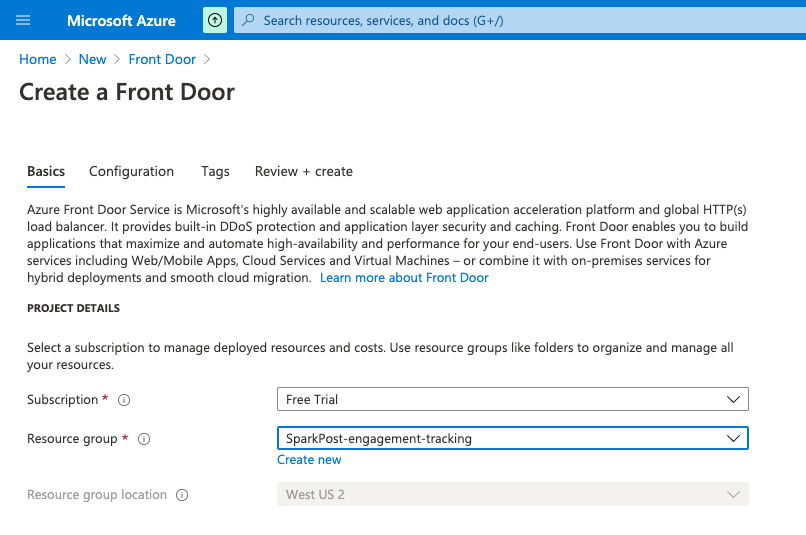 Microsoft Azure
Search resources, services, and docs (G+/)
Home > New > Front Door >
Create a Front Door
Basics Configuration Tags Review + create
Azure Front Door Service is Microsoft's highly available and scalable web application acceleration platform and global HTTP(s)
load balancer. It provides built-in DDoS protection and application layer security and caching. Front Door enables you to build
applications that maximize and automate high-availability and performance for your end-users. Use Front Door with Azure
services including Web/Mobile Apps, Cloud Services and Virtual Machines – or combine it with on-premises services for
hybrid deployments and smooth cloud migration. Learn more about Front Door
PROJECT DETAILS
Select a subscription to manage deployed resources and costs. Use resource groups like folders to organize and manage all
your resources.
Subscription * Free Trial
Resource group * SparkPost-engagement-tracking
Create new
Resource group location West US 2